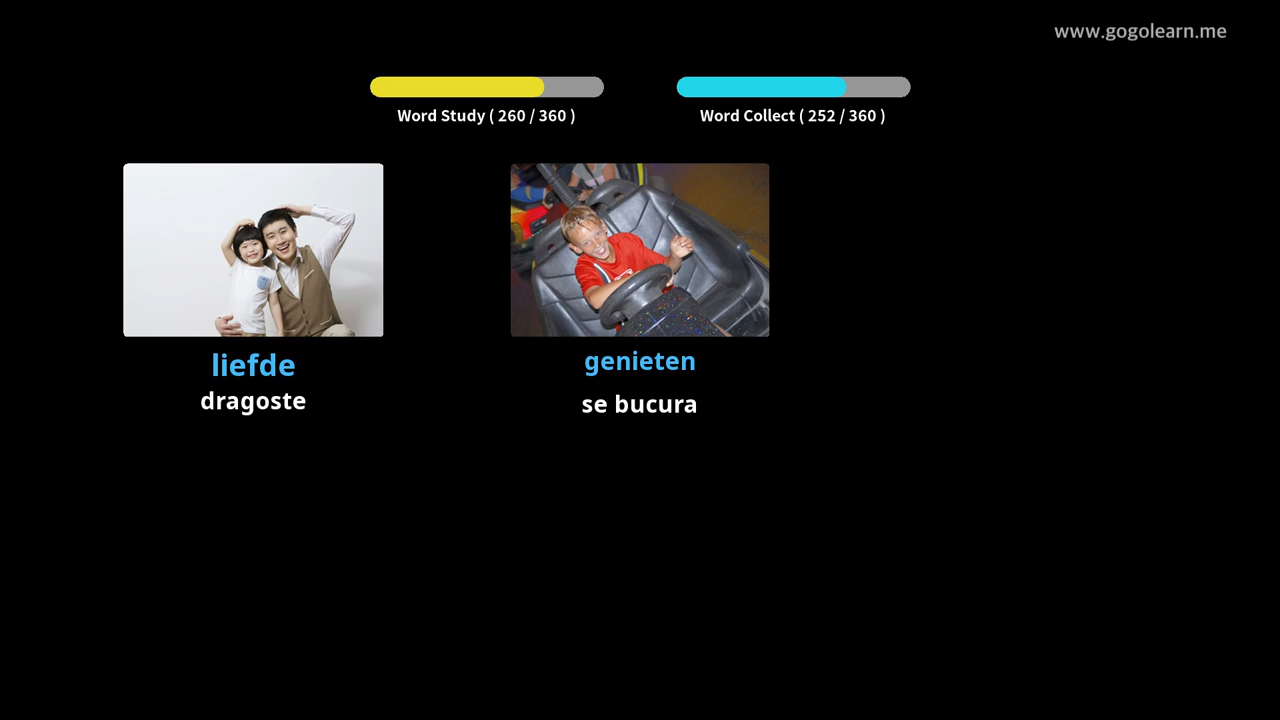 www.gogolearn.me
Word Study ( 260 / 360 )
Word Collect ( 252 / 360 )
liefde
dragoste
genieten
se bucura